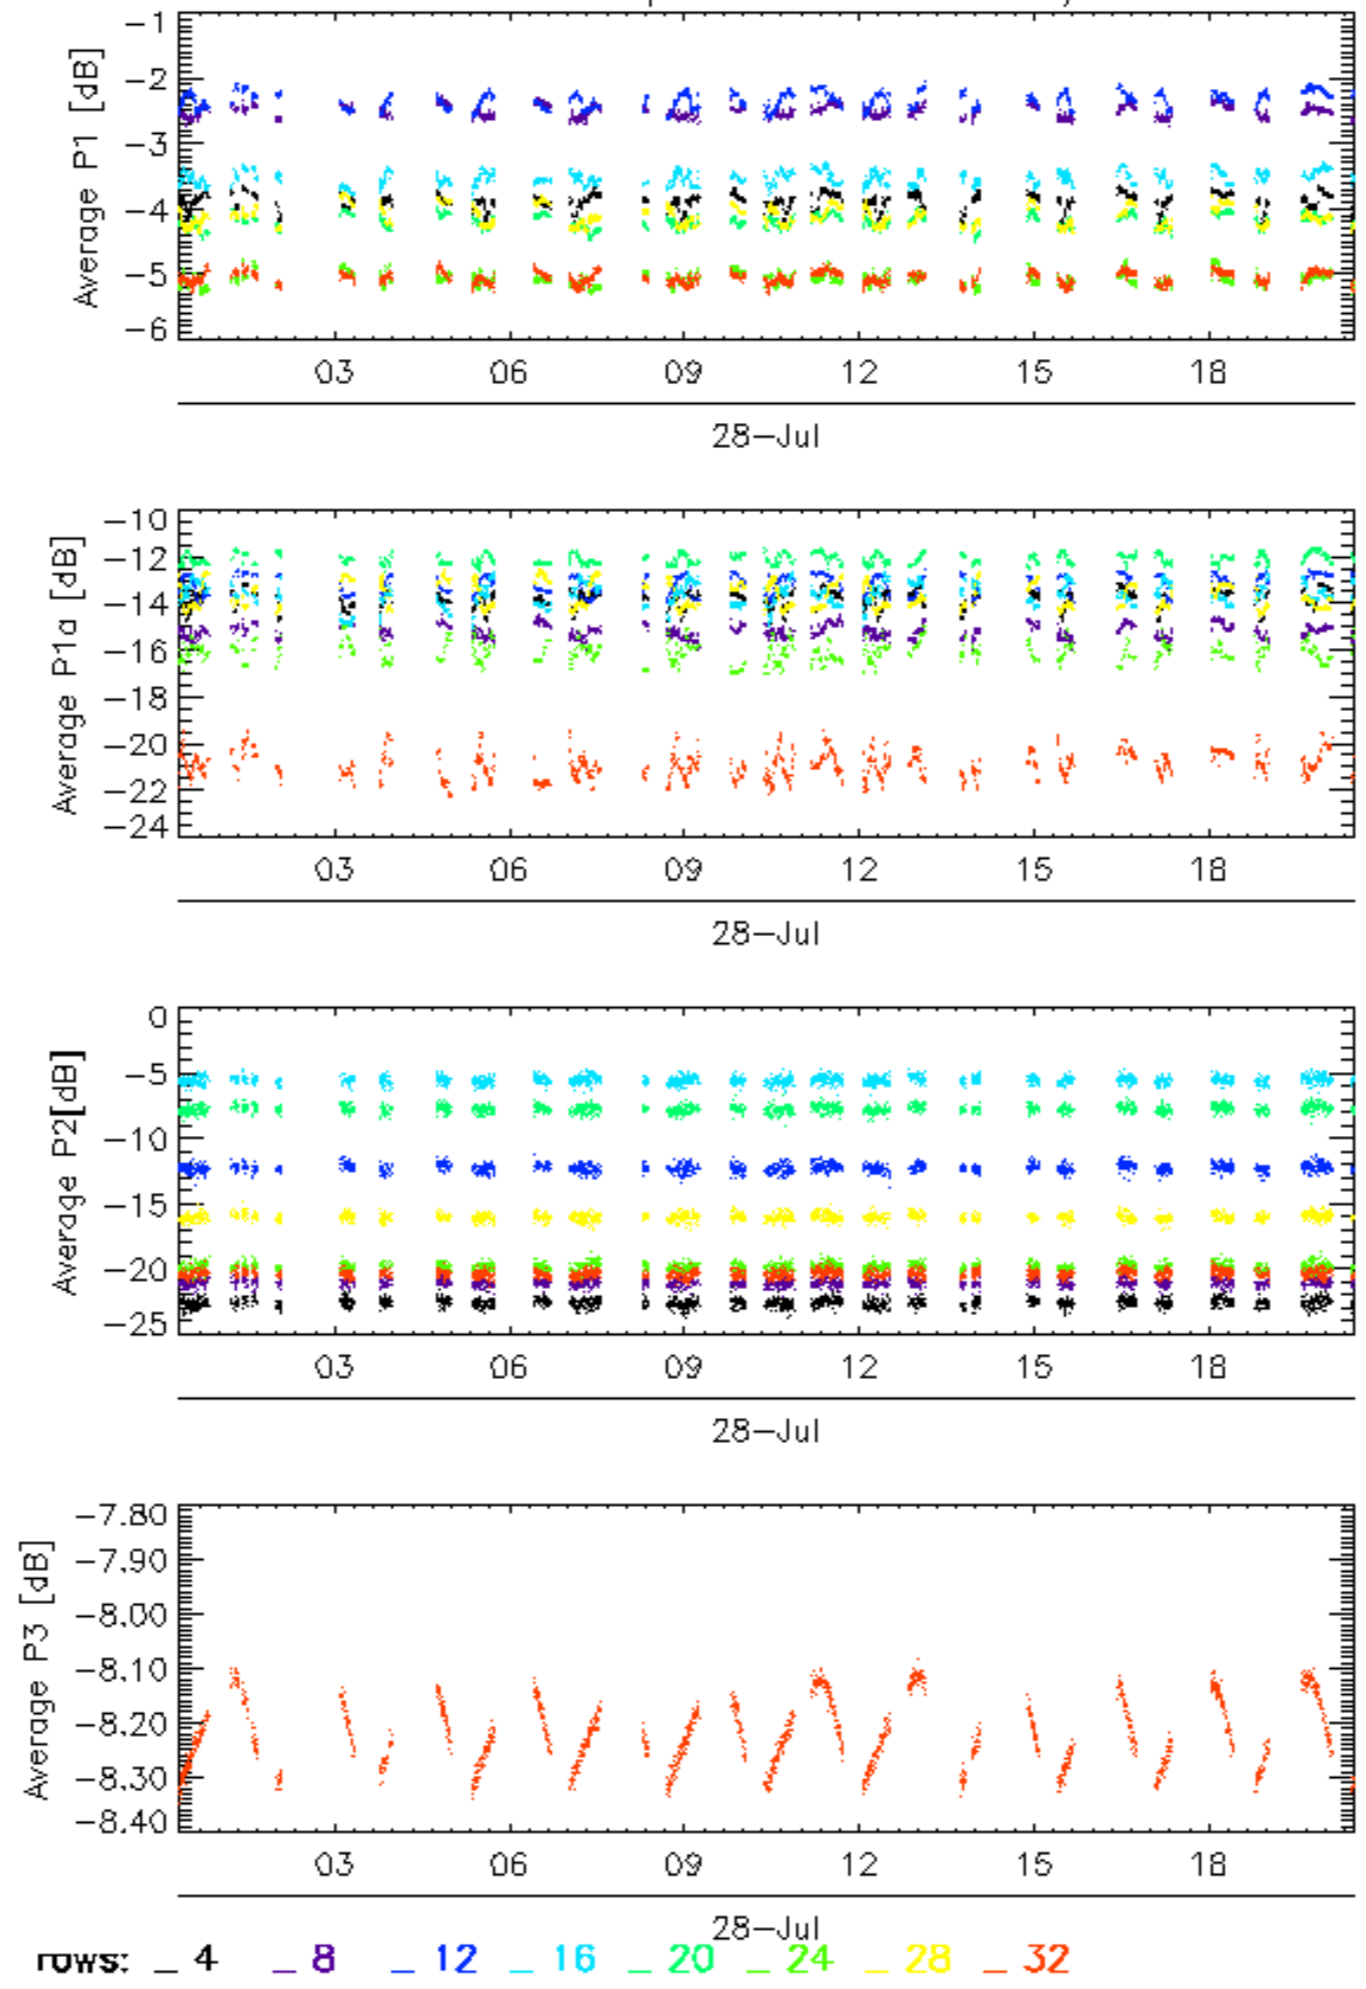 Average P1 [dB]
-1
-2
-3
-4
-5
-6
03 06 09 12 15 18
28-Jul
Average P1a [dB]
-10
-12
-14
-16
-18
-20
-22
-24
03 06 09 12 15 18
28-Jul
Average P2[dB]
0
-5
-10
-15
-20
-25
03 06 09 12 15 18
28-Jul
Average P3 [dB]
-7.80
-7.90
-8.00
-8.10
-8.20
-8.30
-8.40
03 06 09 12 15 18
28-Jul
rows: _ 4 _ 8 _ 12 _ 16 _ 20 _ 24 _ 28 _ 32